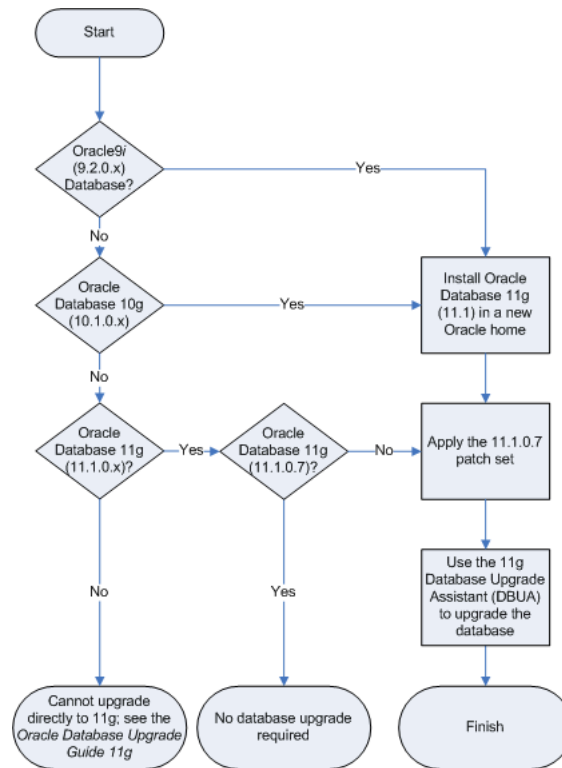 Start
Oracle9i
(9.2.0.x)
Database?
Yes
No
Oracle
Database 10g
(10.1.0.x)
Yes
Install Oracle
Database 11g
(11.1) in a new
Oracle home
No
Oracle
Database 11g
(11.1.0.x)?
Yes
Oracle
Database 11g
(11.1.0.7)?
No
Apply the 11.1.0.7
patch set
No
Yes
Use the 11g
Database Upgrade
Assistant (DBUA)
to upgrade the
database
Cannot upgrade
directly to 11g; see the
Oracle Database Upgrade
Guide 11g
No database upgrade
required
Finish